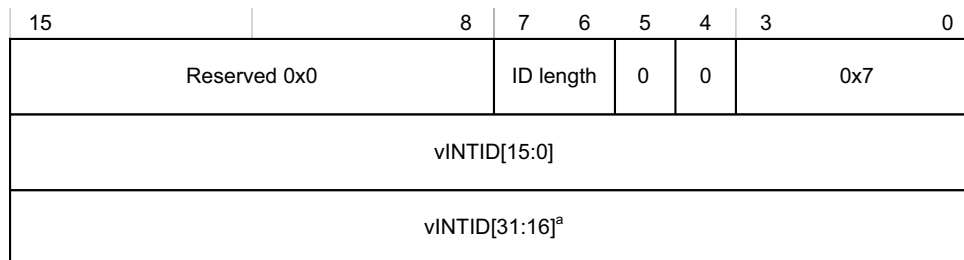 15 8 7 6 5 4 3 0
Reserved 0x0 ID length 0 0 0x7
vINTID[15:0]
vINTID[31:16]a